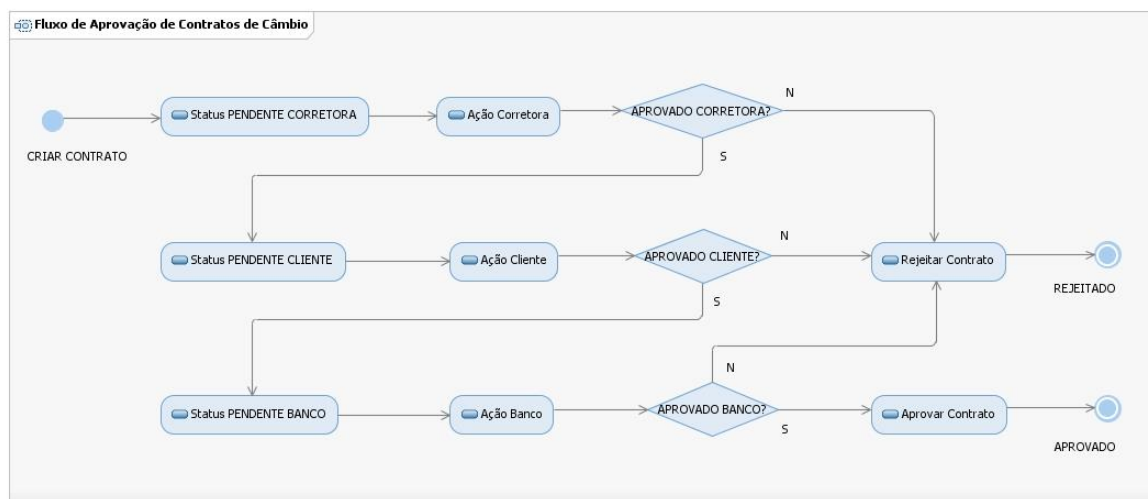 Fluxo de Aprovação de Contratos de Câmbio
Status PENDENTE CORRETORA
Ação Corretora
APROVADO CORRETORA?
N
CRIAR CONTRATO
S
Status PENDENTE CLIENTE
Ação Cliente
APROVADO CLIENTE?
N
Rejeitar Contrato
REJEITADO
S
N
Status PENDENTE BANCO
Ação Banco
APROVADO BANCO?
S
Aprovar Contrato
APROVADO